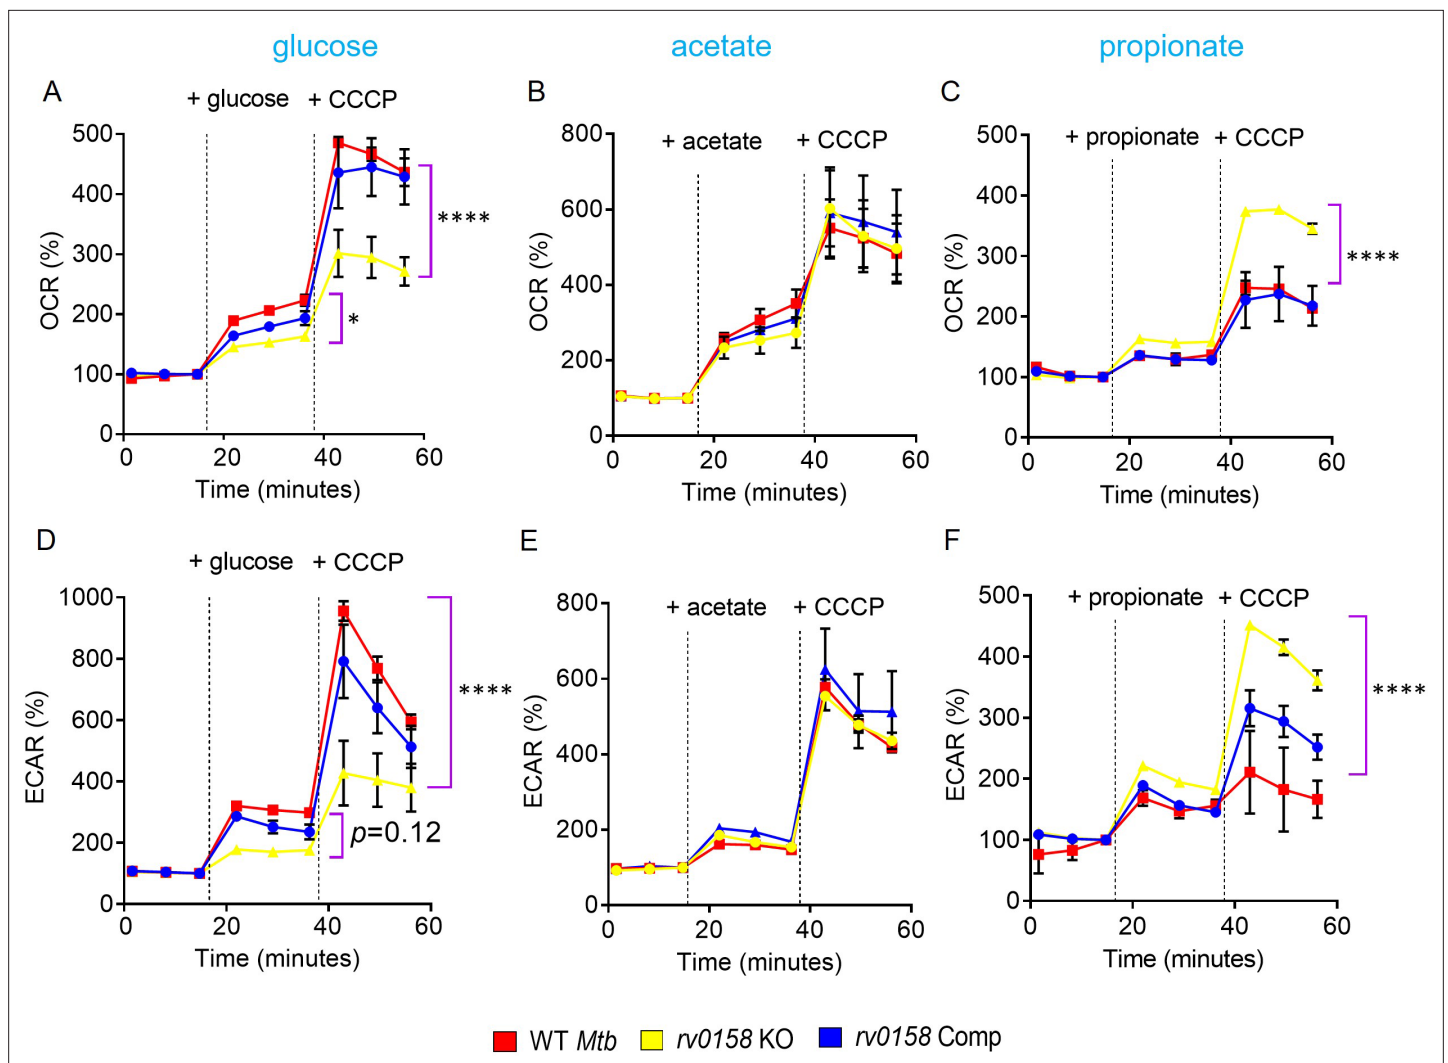 glucose acetate propionate
A B C
+ glucose + CCCP
+ acetate + CCCP
+ propionate + CCCP
OCR (%)
500
400
300
200
100
0
0 20 40 60
Time (minutes)
****
*
OCR (%)
800
600
400
200
0
0 20 40 60
Time (minutes)
OCR (%)
500
400
300
200
100
0
0 20 40 60
Time (minutes)
****
D E F
+ glucose + CCCP
+ acetate + CCCP
+ propionate + CCCP
ECAR (%)
1000
800
600
400
200
0
0 20 40 60
Time (minutes)
****
p=0.12
ECAR (%)
800
600
400
200
0
0 20 40 60
Time (minutes)
ECAR (%)
500
400
300
200
100
0
0 20 40 60
Time (minutes)
****
WT Mtb rv0158 KO rv0158 Comp